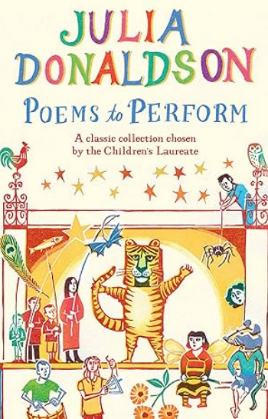 JULIA
DONALDSON
POEMS to PERFORM
A classic collection chosen
by the Children's Laureate